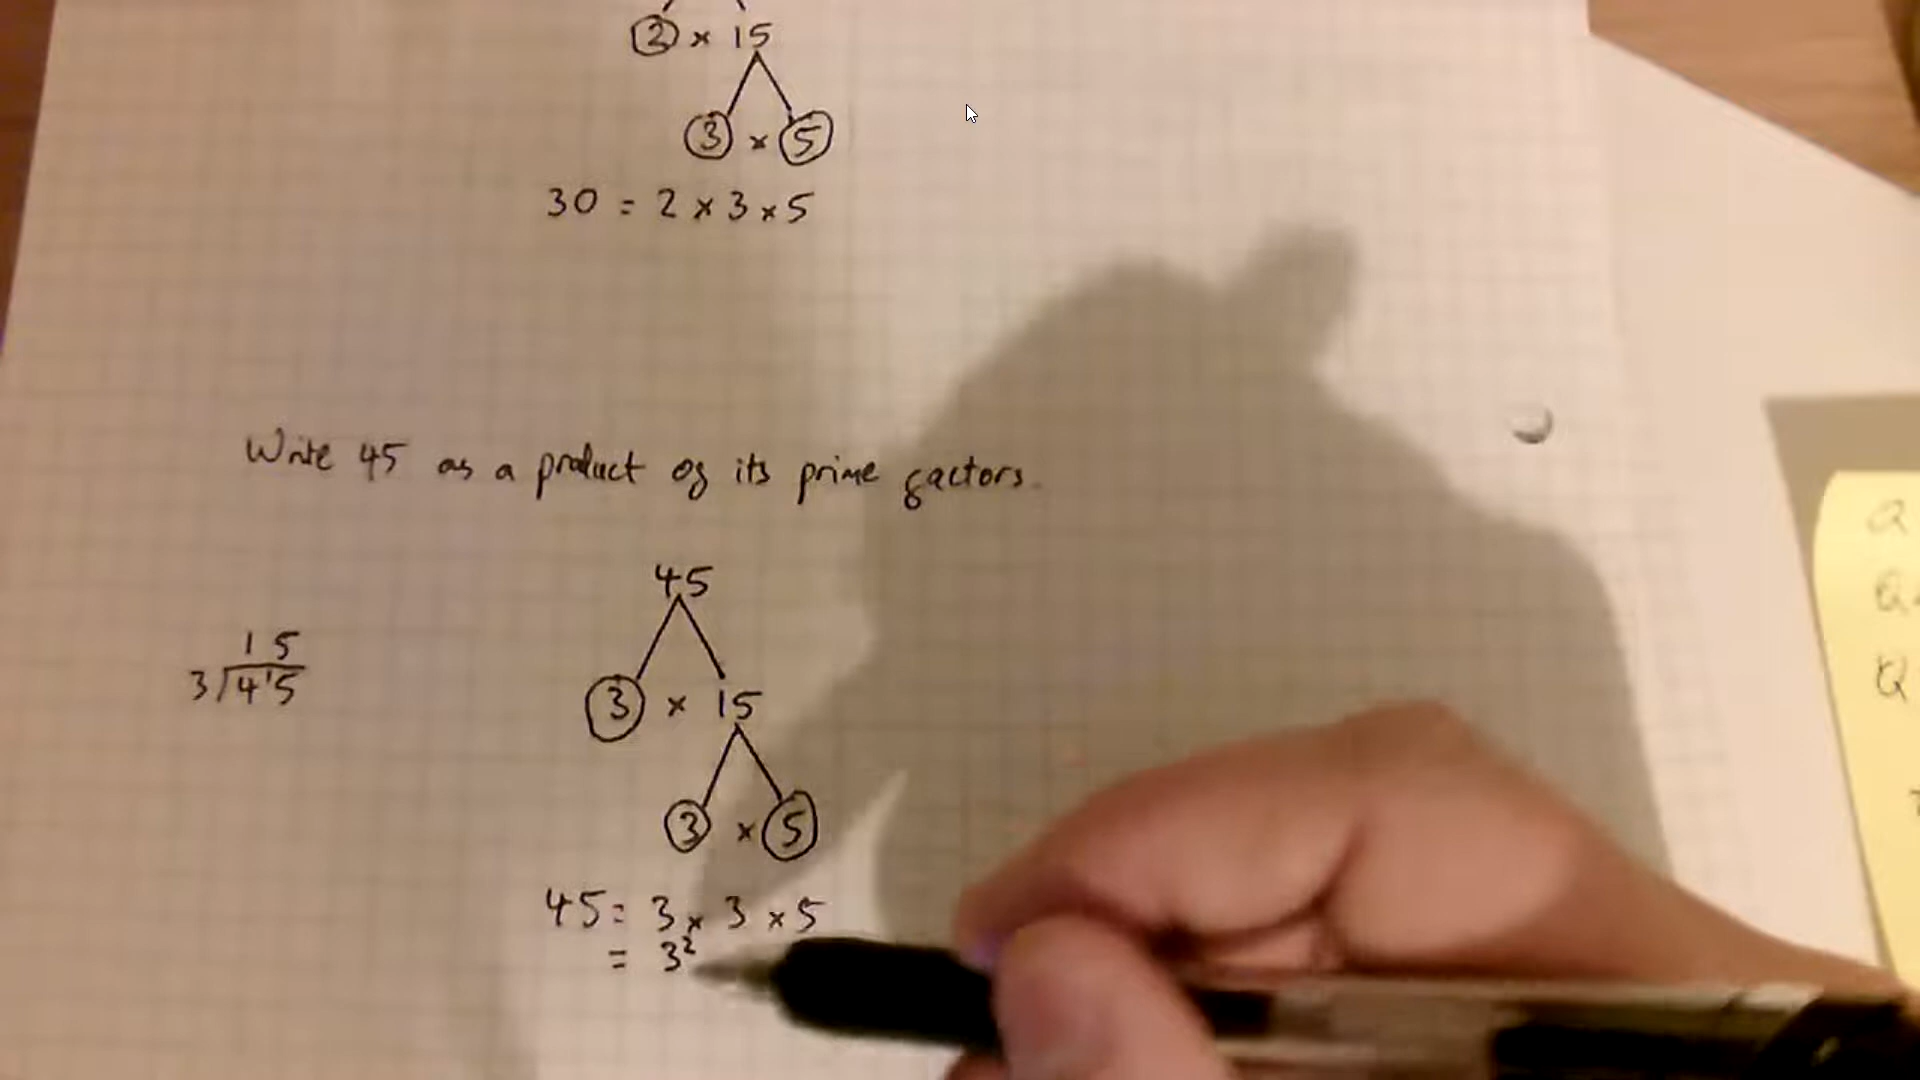 2 × 15
3 × 5
30 = 2 × 3 × 5
Write 45 as a product of its prime factors.
45
15
3 4 1 5
3 × 15
3 × 5
45 = 3 × 3 × 5
= 3²
Q
Q
Q